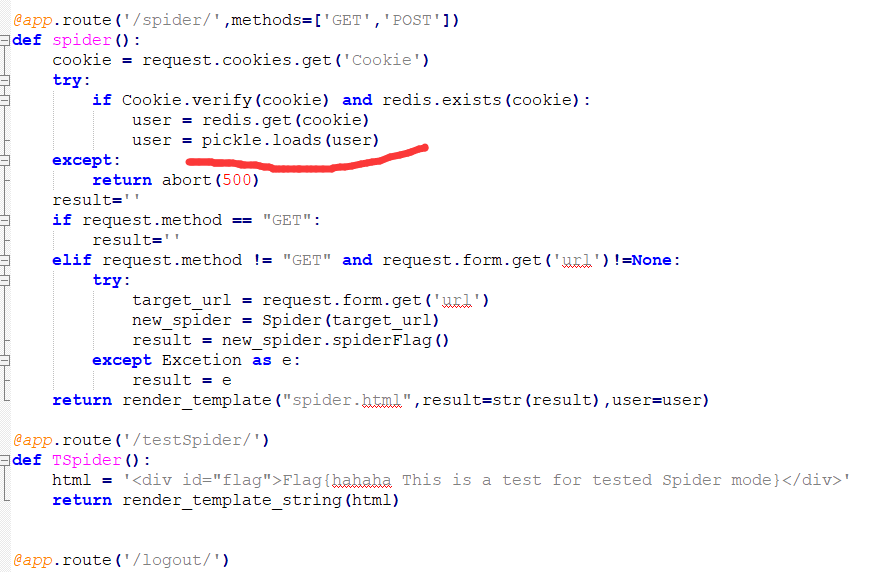 @app.route('/spider/',methods=['GET','POST'])
def spider():
    cookie = request.cookies.get('Cookie')
    try:
        if Cookie.verify(cookie) and redis.exists(cookie):
            user = redis.get(cookie)
            user = pickle.loads(user)
    except:
        return abort(500)
    result=''
    if request.method == "GET":
        result=''
    elif request.method != "GET" and request.form.get('url')!=None:
        try:
            target_url = request.form.get('url')
            new_spider = Spider(target_url)
            result = new_spider.spiderFlag()
        except Excetion as e:
            result = e
    return render_template("spider.html",result=str(result),user=user)
@app.route('/testSpider/')
def TSpider():
    html = '<div id="flag">Flag{hahaha This is a test for tested Spider mode}</div>'
    return render_template_string(html)
@app.route('/logout/')